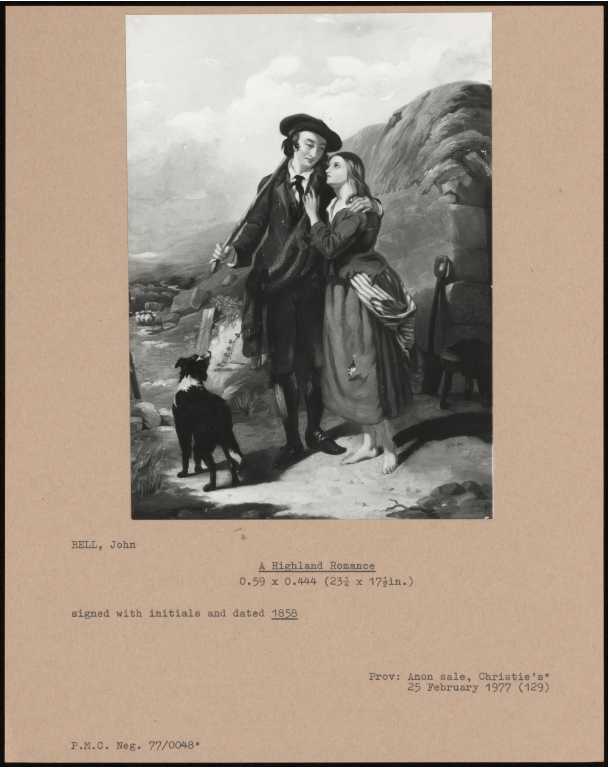 BELL, John
A Highland Romance
0.59 x 0.444 (23¼ x 17½in.)
signed with initials and dated 1858
Prov: Anon sale, Christie's*
25 February 1977 (129)
P.M.C. Neg. 77/0048*